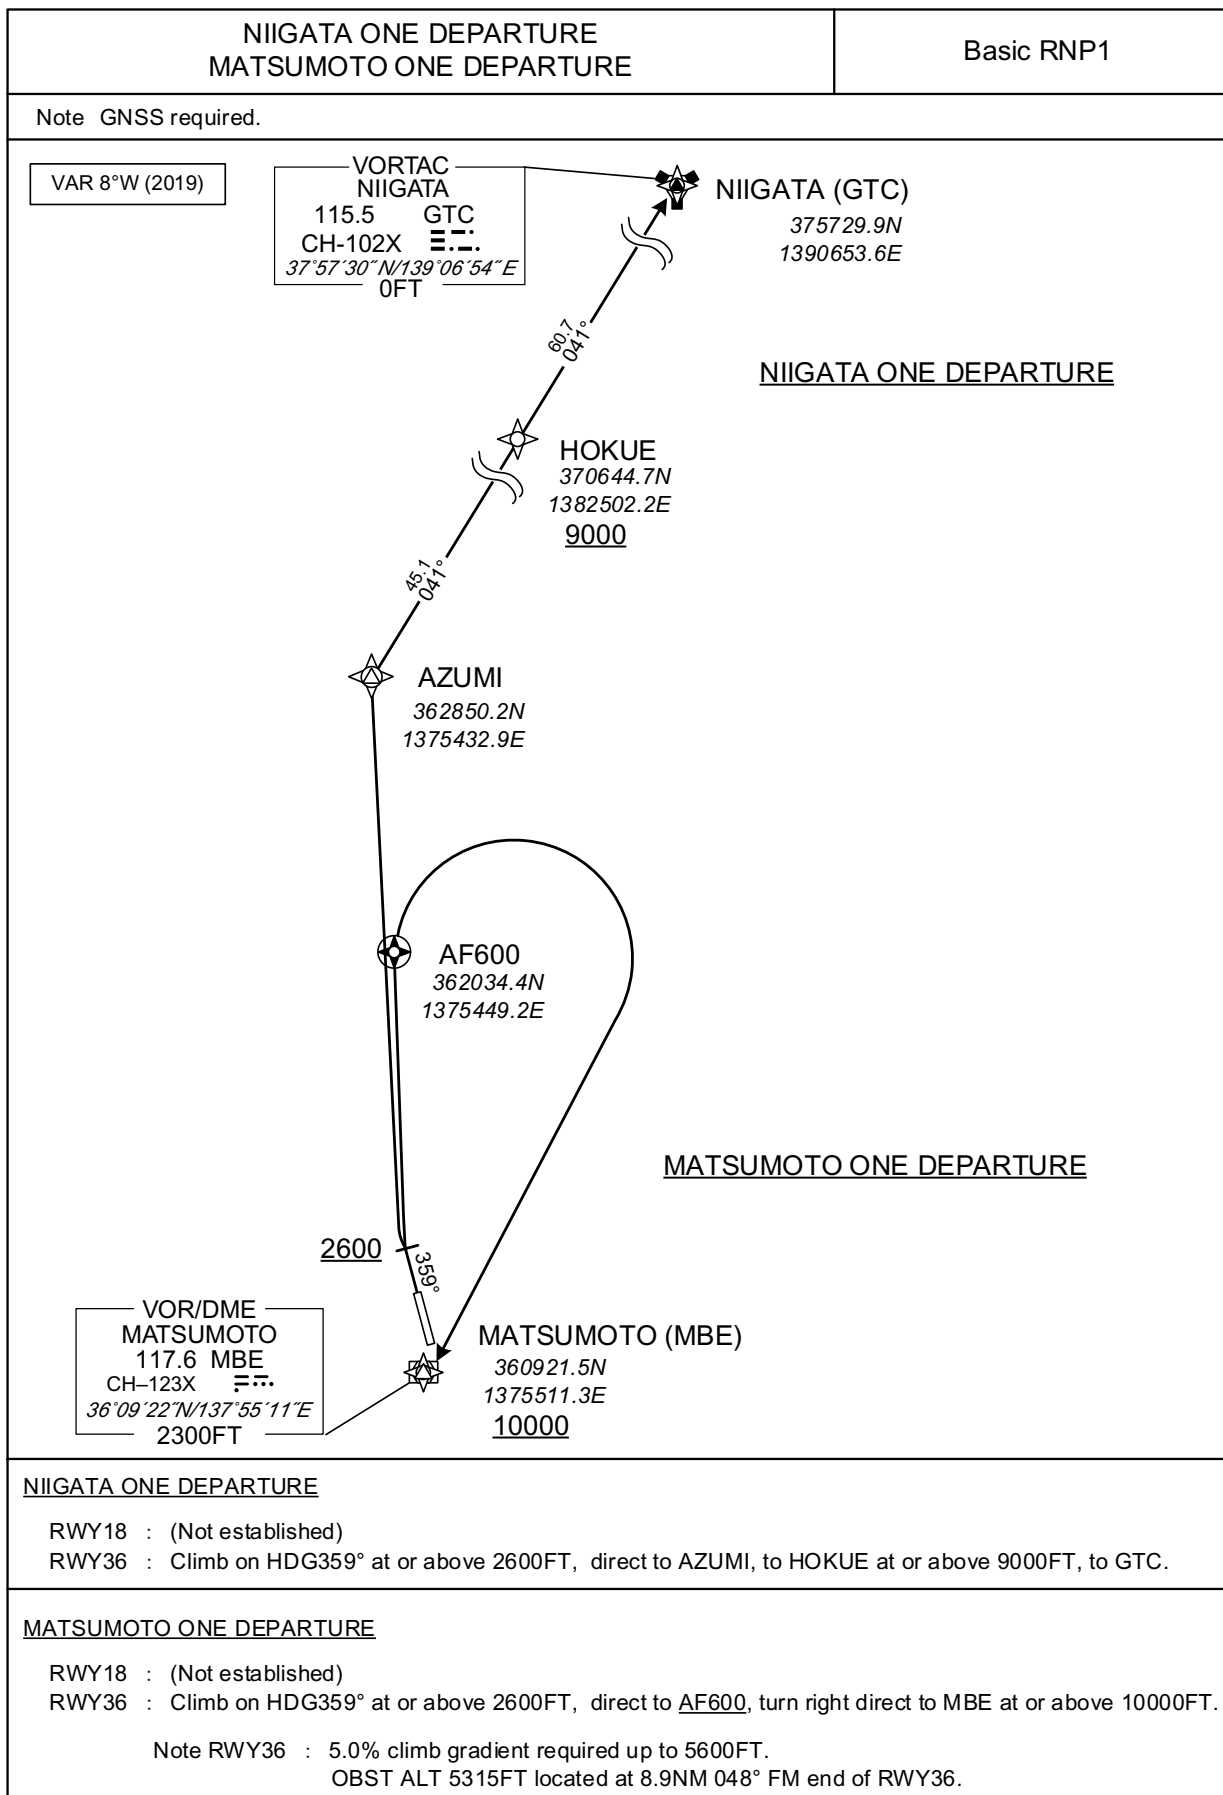 NIIGATA ONE DEPARTURE
MATSUMOTO ONE DEPARTURE
Basic RNP1
Note GNSS required.
VAR 8°W (2019)
VORTAC
NIIGATA
115.5 GTC
CH-102X
37°57´30˝N/139°06´54˝E
0FT
NIIGATA (GTC)
375729.9N
1390653.6E
60.7
041°
NIIGATA ONE DEPARTURE
HOKUE
370644.7N
1382502.2E
9000
45.1
041°
AZUMI
362850.2N
1375432.9E
AF600
362034.4N
1375449.2E
MATSUMOTO ONE DEPARTURE
2600
359°
VOR/DME
MATSUMOTO
117.6 MBE
CH–123X
36°09´22˝N/137°55´11˝E
2300FT
MATSUMOTO (MBE)
360921.5N
1375511.3E
10000
NIIGATA ONE DEPARTURE
RWY18 : (Not established)
RWY36 : Climb on HDG359° at or above 2600FT, direct to AZUMI, to HOKUE at or above 9000FT, to GTC.
MATSUMOTO ONE DEPARTURE
RWY18 : (Not established)
RWY36 : Climb on HDG359° at or above 2600FT, direct to AF600, turn right direct to MBE at or above 10000FT.
Note RWY36 : 5.0% climb gradient required up to 5600FT.
OBST ALT 5315FT located at 8.9NM 048° FM end of RWY36.